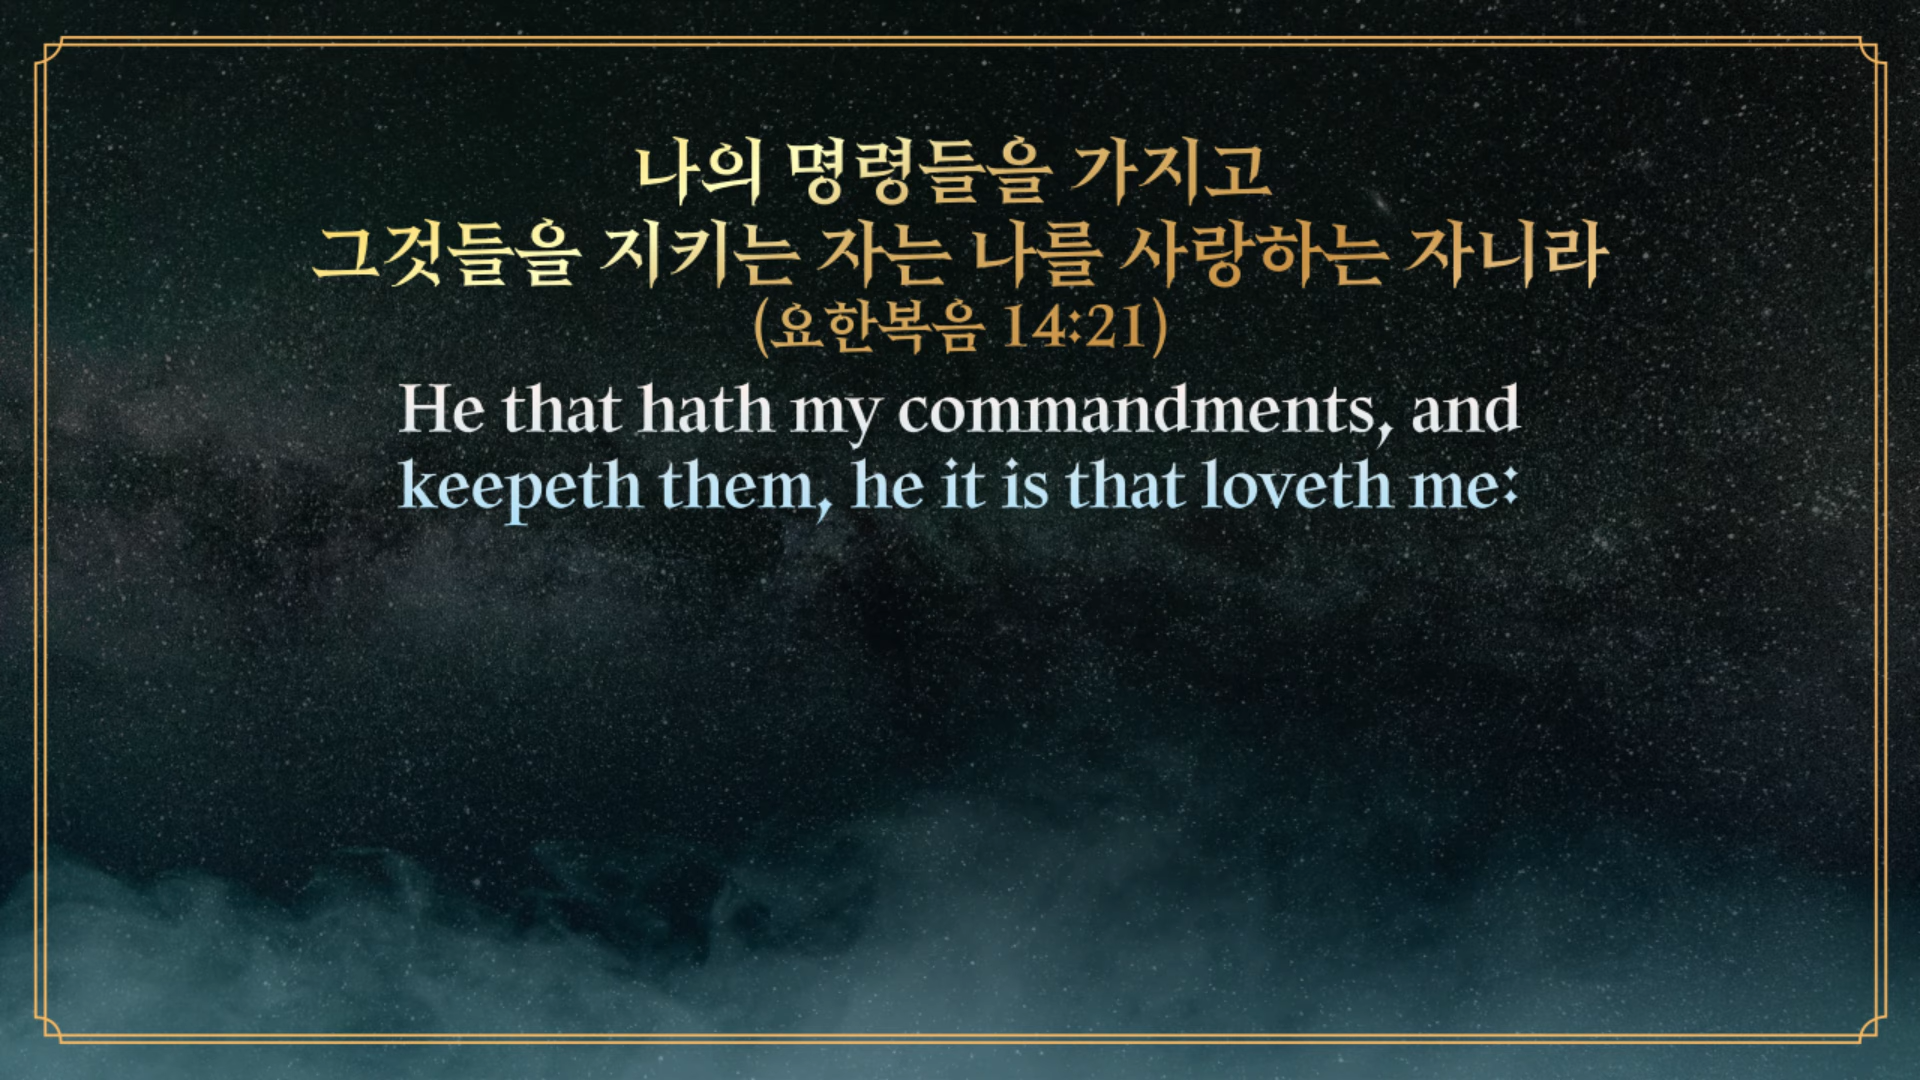 나의 명령들을 가지고
그것들을 지키는 자는 나를 사랑하는 자니라
(요한복음 14:21)
He that hath my commandments, and
keepeth them, he it is that loveth me: